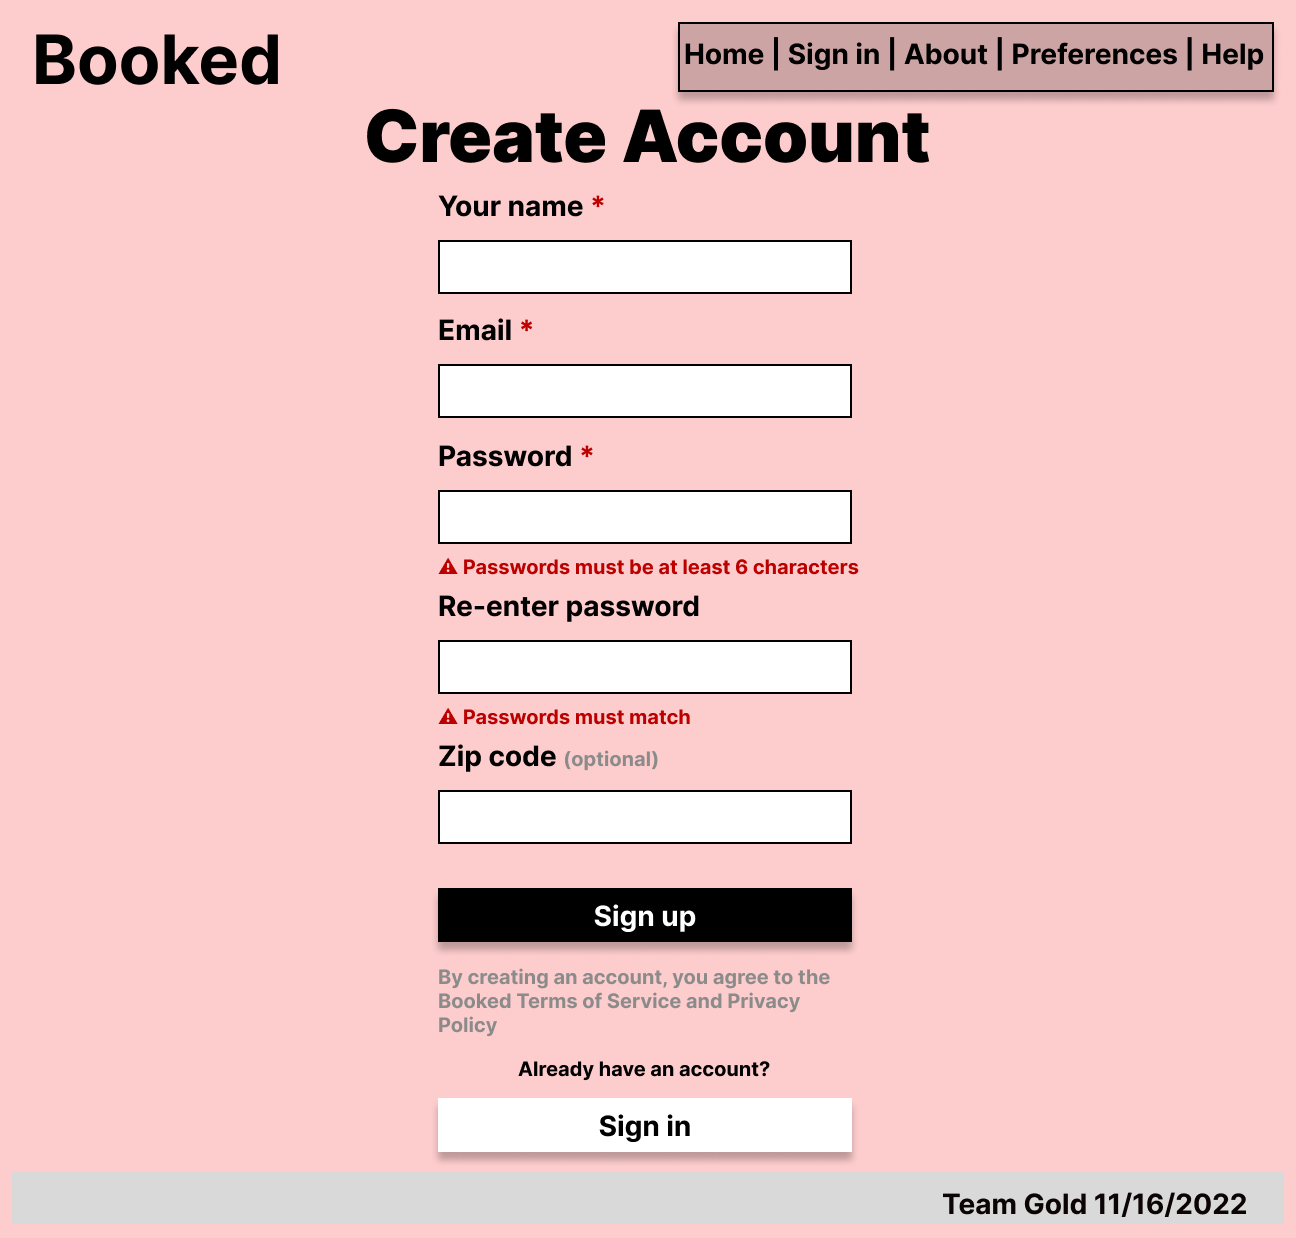 Booked
Home | Sign in | About | Preferences | Help
Create Account
Your name *
Email *
Password *
⚠ Passwords must be at least 6 characters
Re-enter password
⚠ Passwords must match
Zip code (optional)
Sign up
By creating an account, you agree to the
Booked Terms of Service and Privacy
Policy
Already have an account?
Sign in
Team Gold 11/16/2022